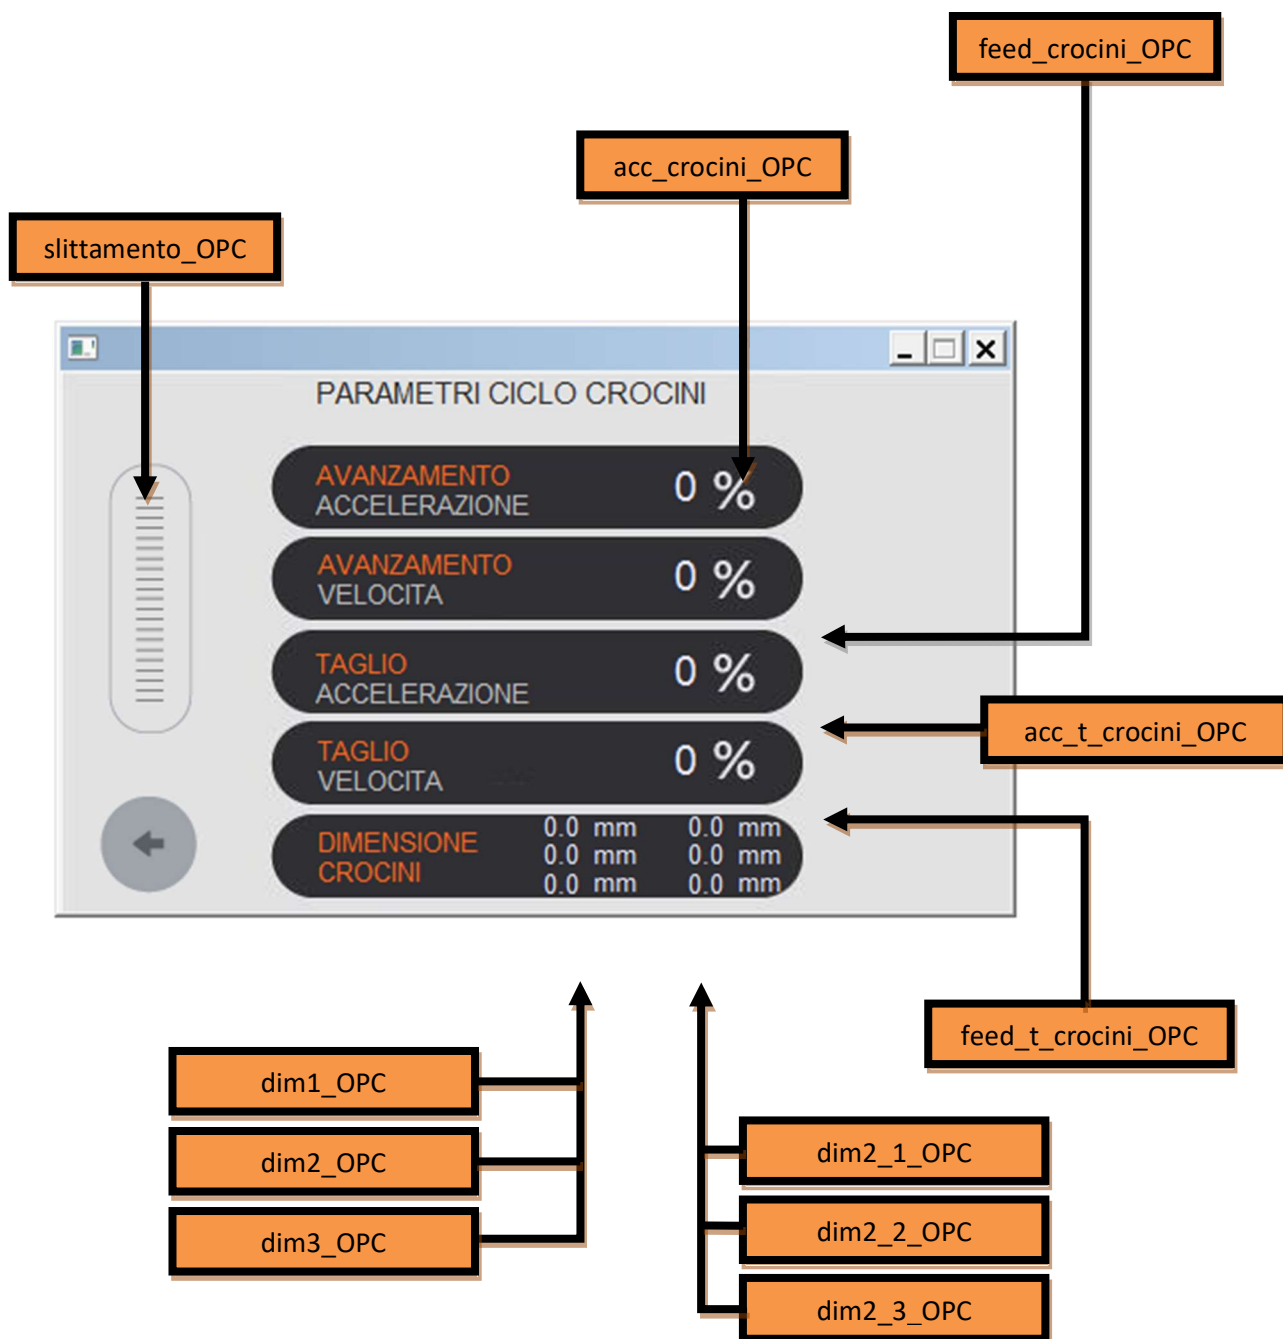 feed_crocini_OPC
acc_crocini_OPC
slittamento_OPC
PARAMETRI CICLO CROCINI
AVANZAMENTO
ACCELERAZIONE
0 %
AVANZAMENTO
VELOCITA
0 %
TAGLIO
ACCELERAZIONE
0 %
acc_t_crocini_OPC
TAGLIO
VELOCITA
0 %
DIMENSIONE
CROCINI
0.0 mm 0.0 mm
0.0 mm 0.0 mm
0.0 mm 0.0 mm
feed_t_crocini_OPC
dim1_OPC
dim2_OPC
dim3_OPC
dim2_1_OPC
dim2_2_OPC
dim2_3_OPC